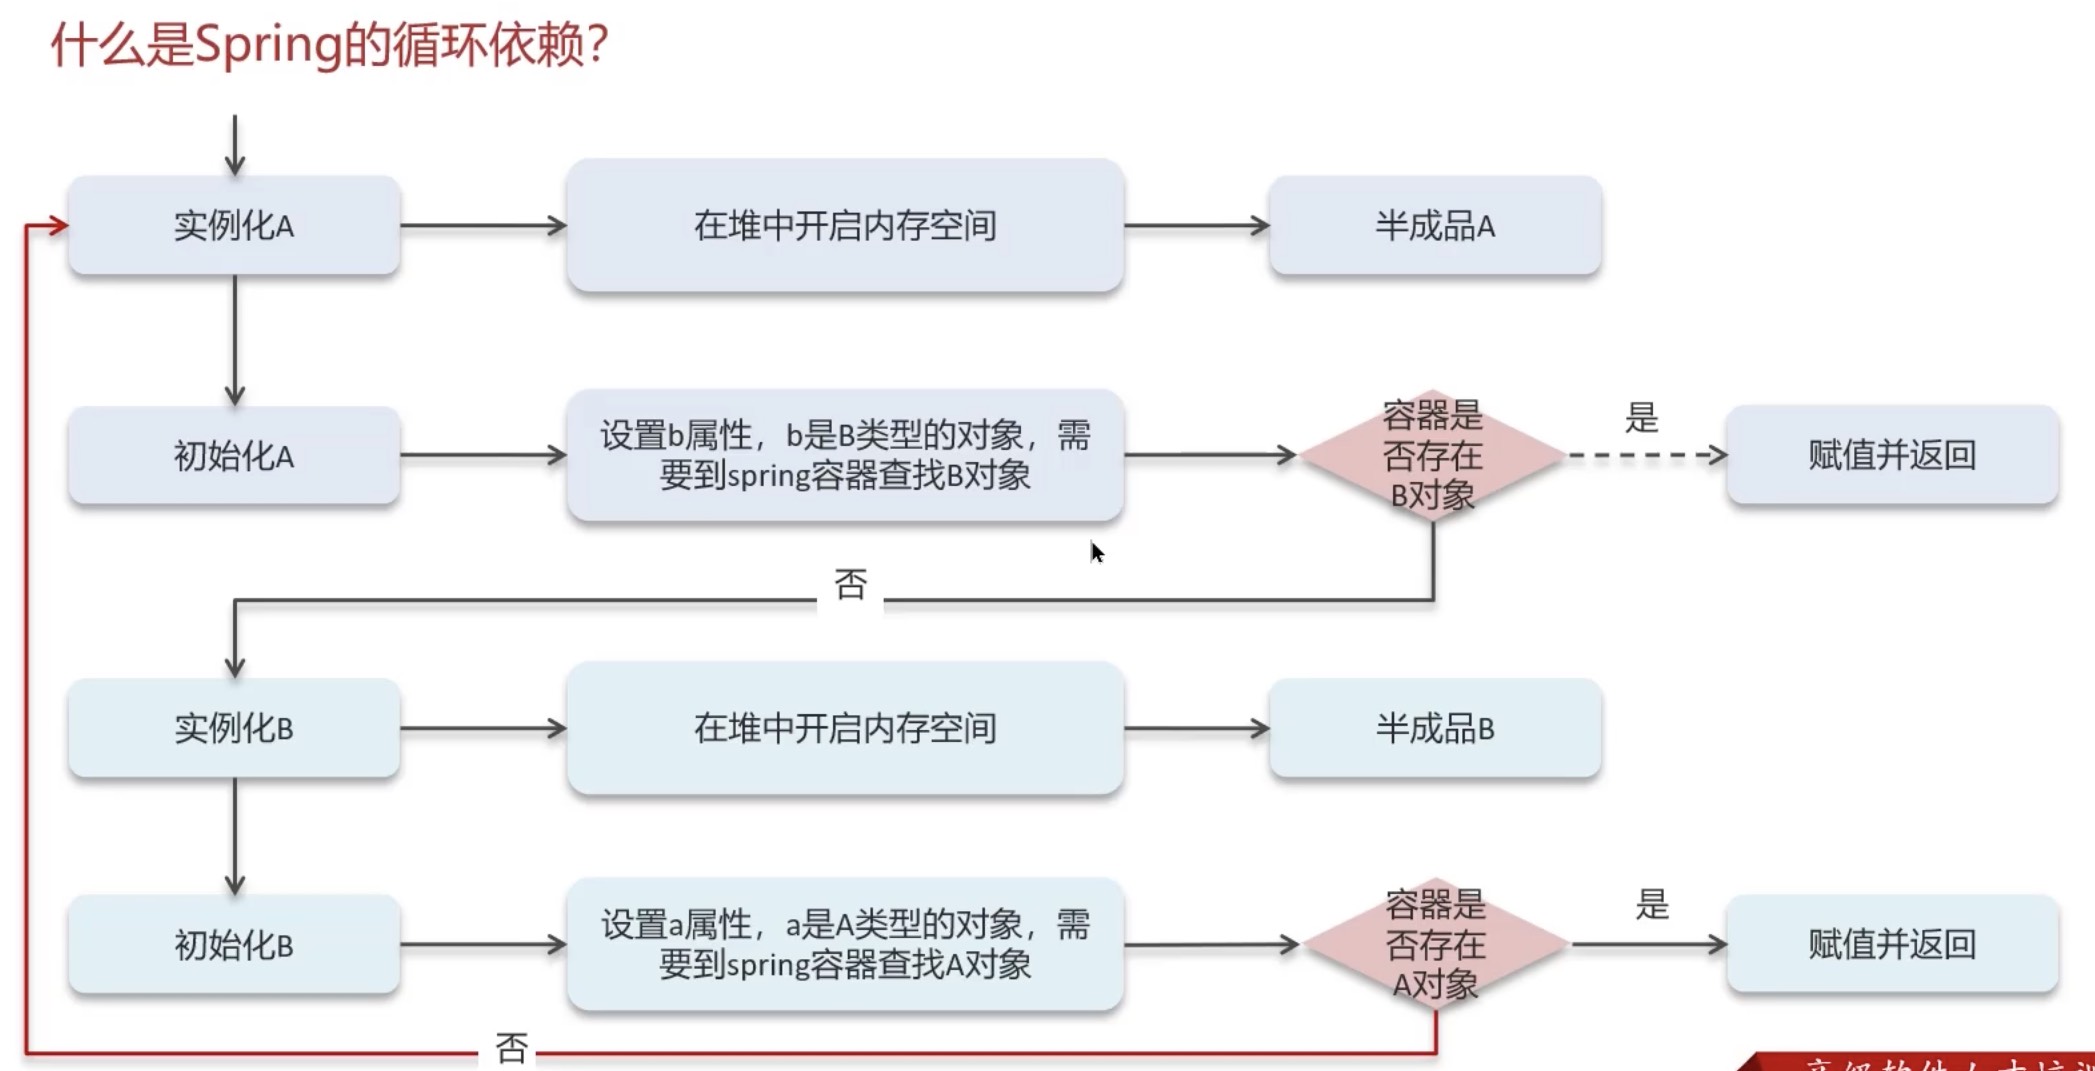 什么是Spring的循环依赖?
实例化A
在堆中开启内存空间
半成品A
初始化A
设置b属性，b是B类型的对象，需
要到spring容器查找B对象
容器是
否存在
B对象
是
赋值并返回
否
实例化B
在堆中开启内存空间
半成品B
初始化B
设置a属性，a是A类型的对象，需
要到spring容器查找A对象
容器是
否存在
A对象
是
赋值并返回
否